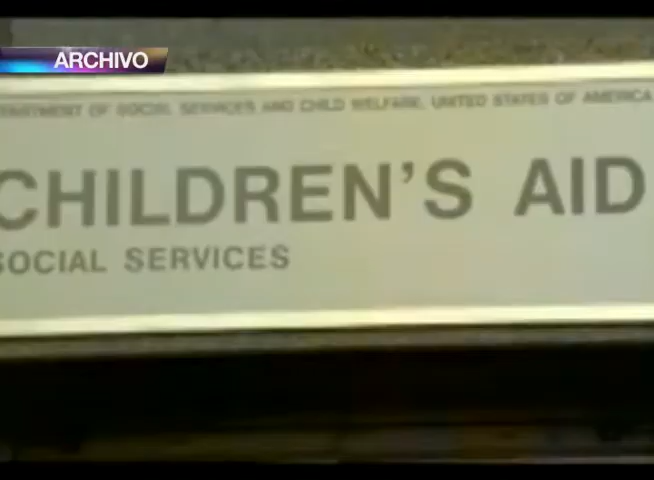 ARCHIVO
DEPARTMENT OF SOCIAL SERVICES AND CHILD WELFARE, UNITED STATES OF AMERICA
CHILDREN'S AID
SOCIAL SERVICES